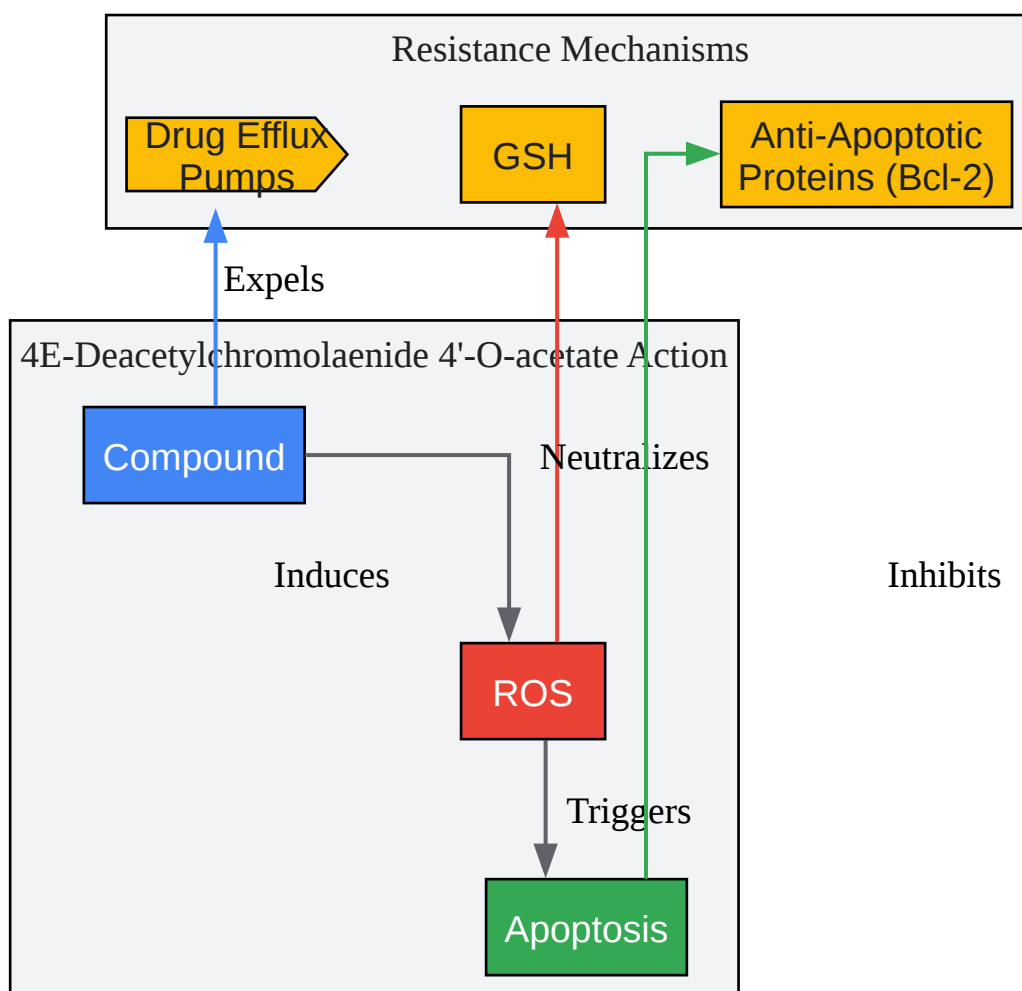 Resistance Mechanisms
Drug Efflux
Pumps
GSH
Anti-Apoptotic
Proteins (Bcl-2)
Expels
4E-Deacetylchromolaenide 4'-O-acetate Action
Compound
Neutralizes
Induces
Inhibits
ROS
Triggers
Apoptosis